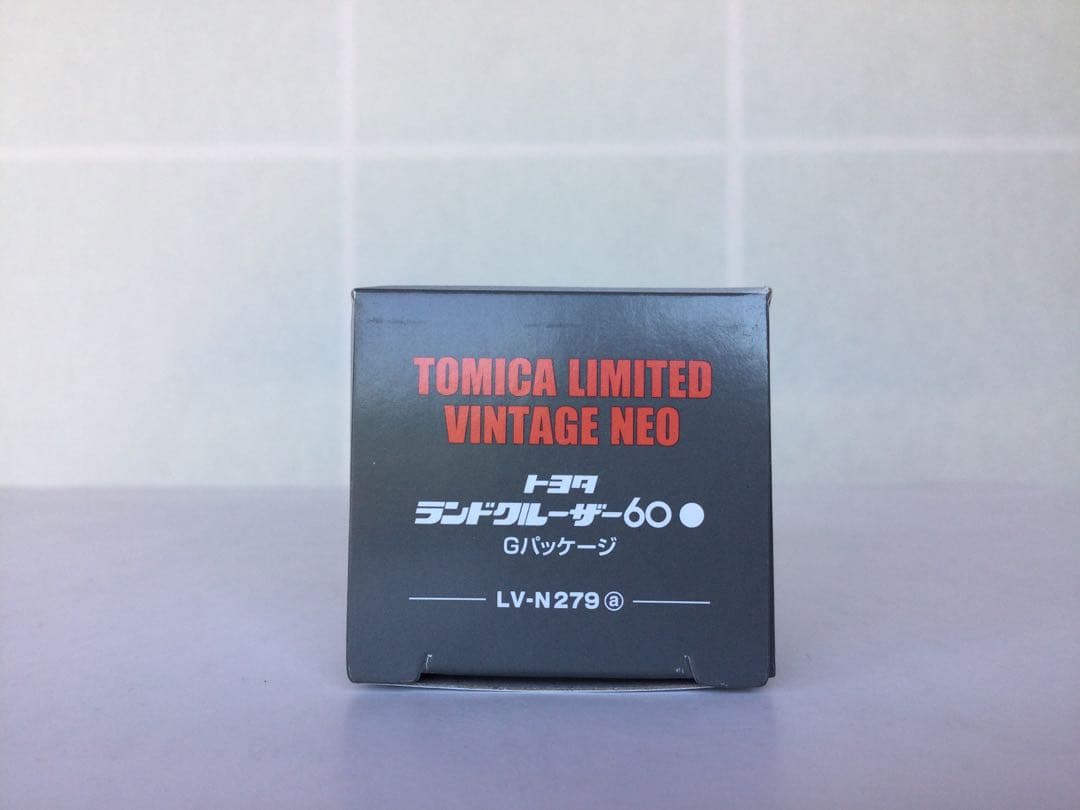 TOMICA LIMITED
VINTAGE NEO
トヨタ
ランドクルーザー60
Gパッケージ
LV-N279ⓐ